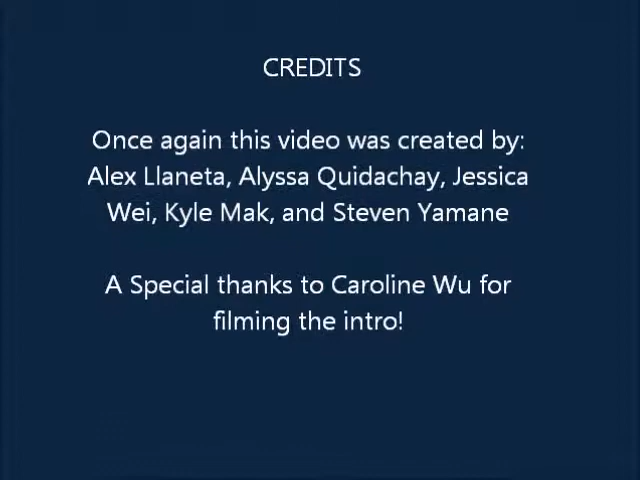 CREDITS
Once again this video was created by:
Alex Llaneta, Alyssa Quidachay, Jessica
Wei, Kyle Mak, and Steven Yamane
A Special thanks to Caroline Wu for
filming the intro!